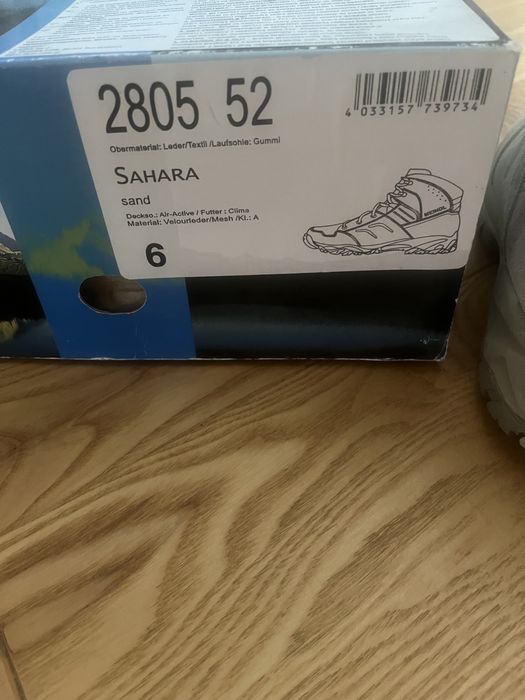 2805 52
Obermaterial: Leder/Textil /Laufsohle: Gummi
SAHARA
sand
Deckso.: Air-Active / Futter : Clima
Material: Velourleder/Mesh /Kl.: A
6
4 033157 739734